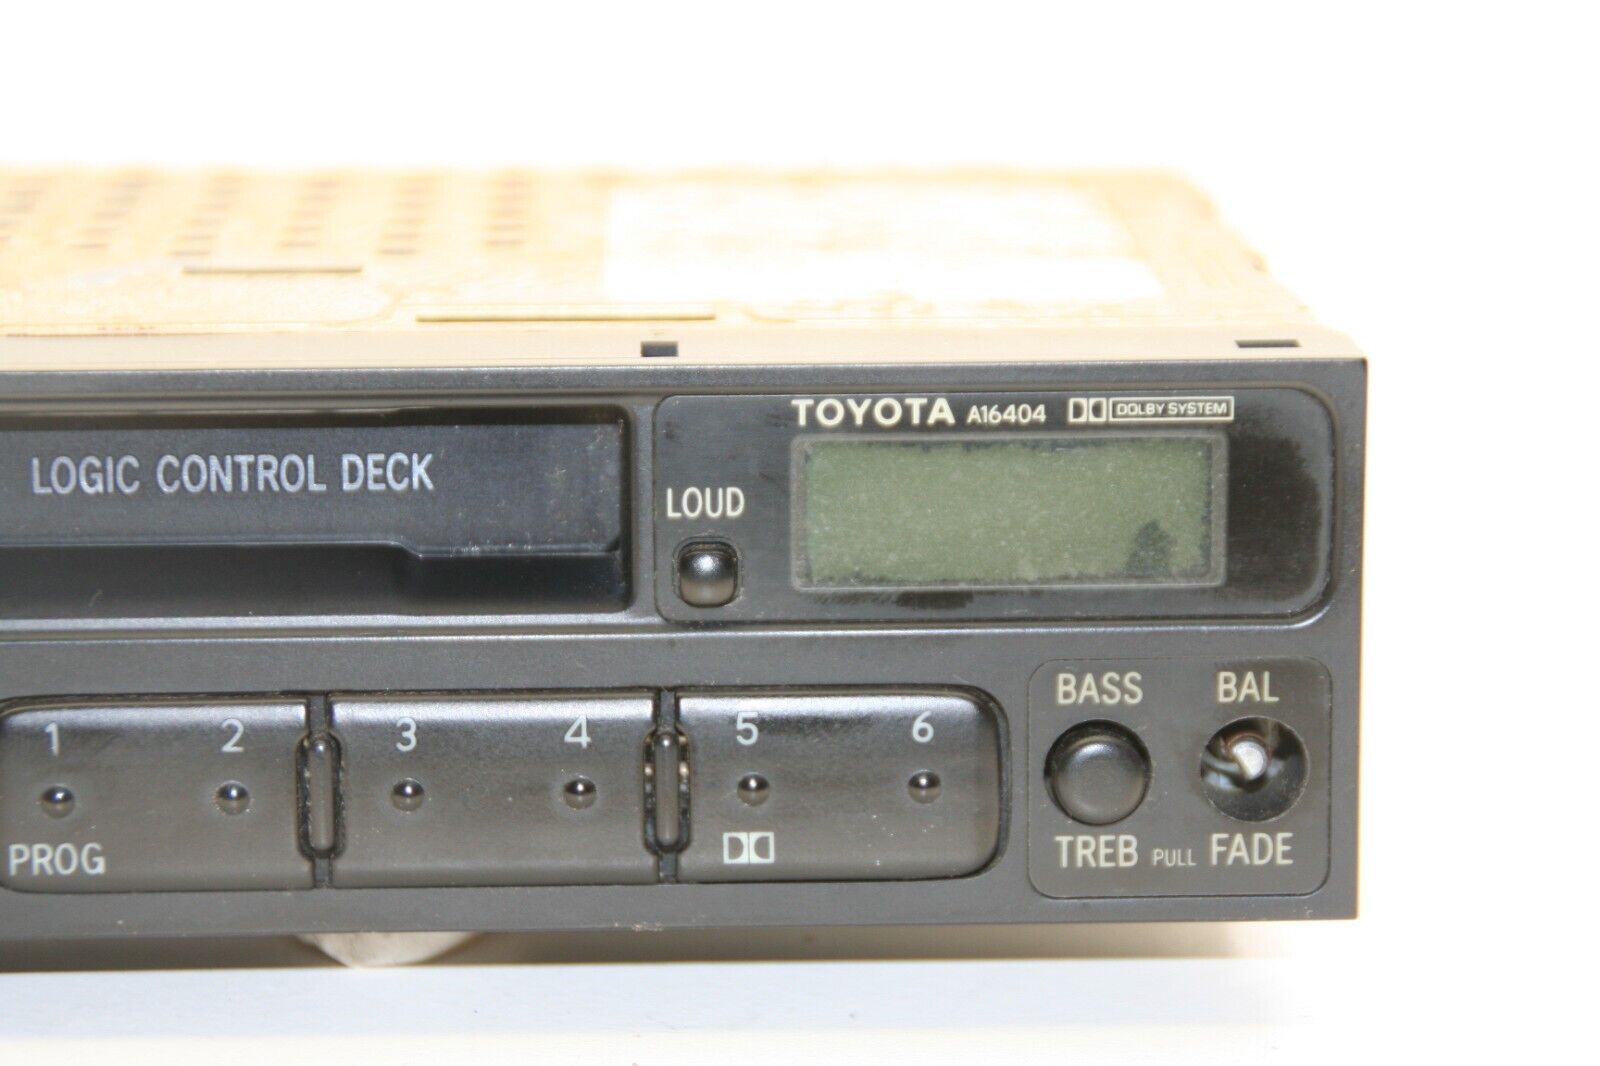 TOYOTA A16404 DOLBY SYSTEM
LOGIC CONTROL DECK
LOUD
BASS BAL
1 2 3 4 5 6
PROG
TREB PULL FADE